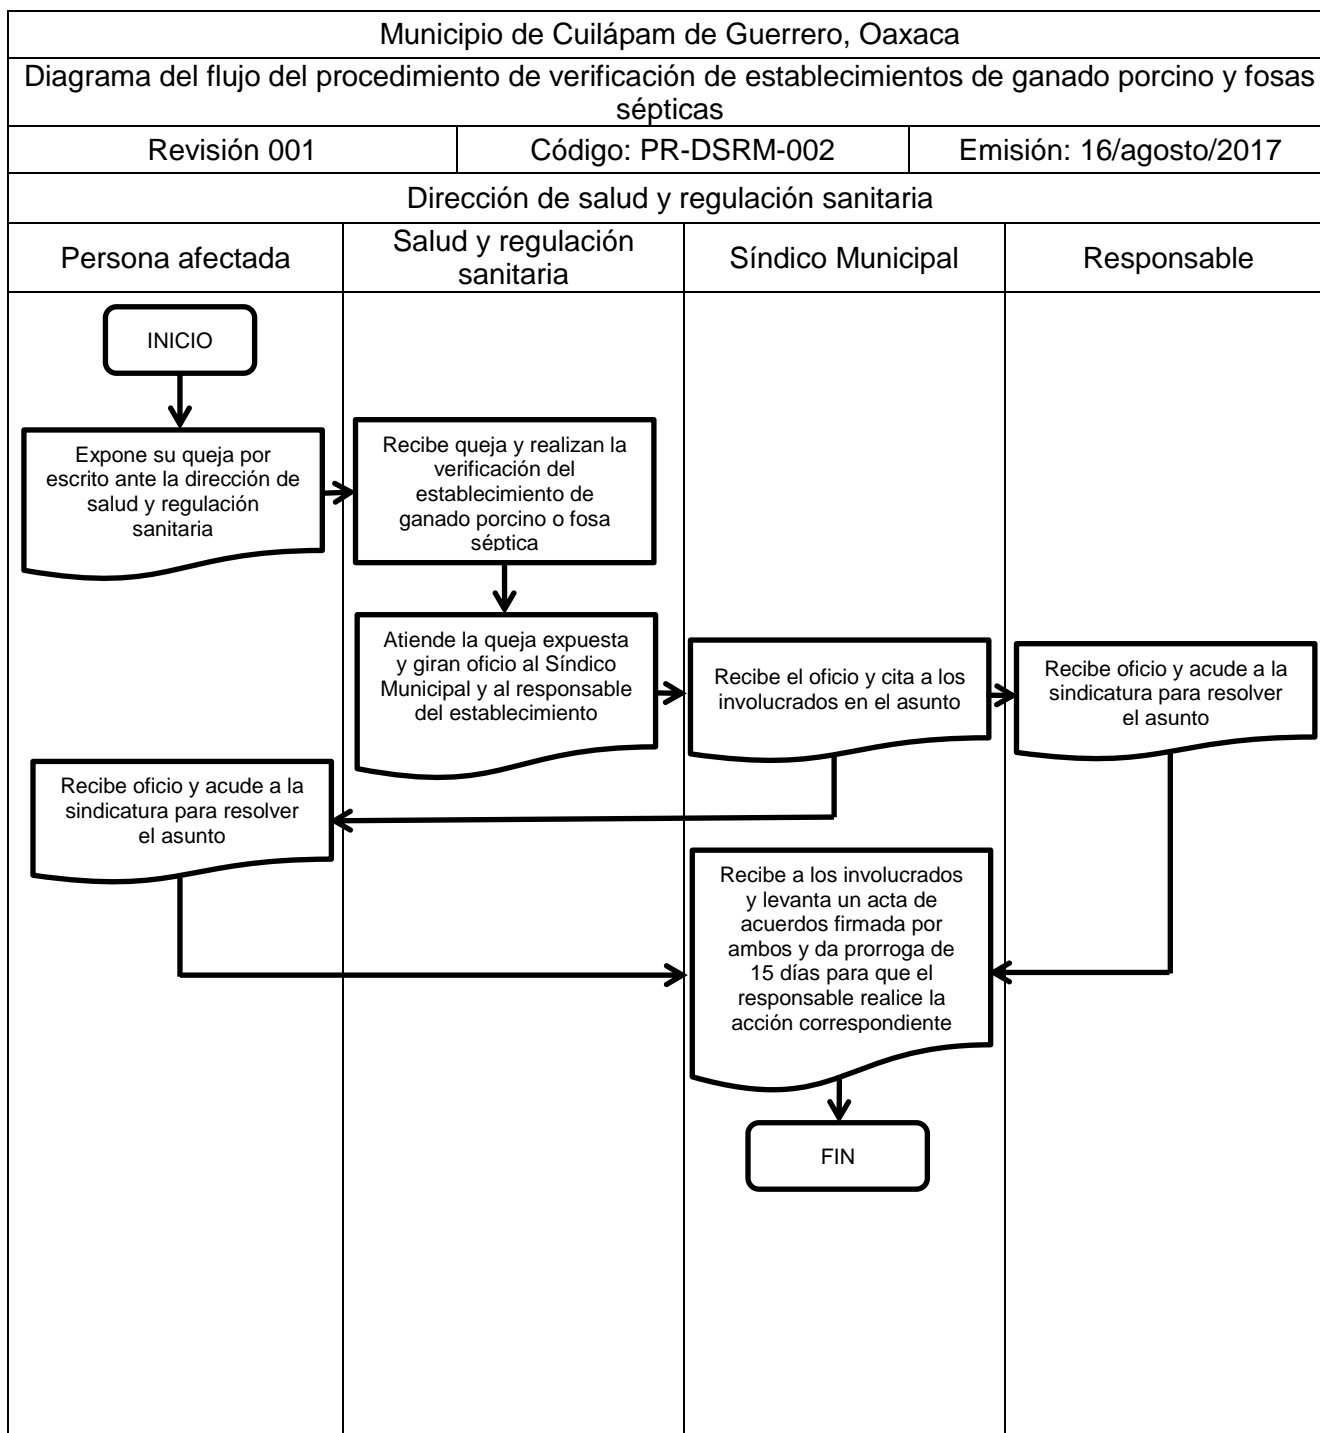 Municipio de Cuilápam de Guerrero, Oaxaca
Diagrama del flujo del procedimiento de verificación de establecimientos de ganado porcino y fosas
sépticas
Revisión 001
Código: PR-DSRM-002
Emisión: 16/agosto/2017
Dirección de salud y regulación sanitaria
Persona afectada
Salud y regulación
sanitaria
Síndico Municipal
Responsable
INICIO
Expone su queja por
escrito ante la dirección de
salud y regulación
sanitaria
Recibe queja y realizan la
verificación del
establecimiento de
ganado porcino o fosa
séptica
Atiende la queja expuesta
y giran oficio al Síndico
Municipal y al responsable
del establecimiento
Recibe el oficio y cita a los
involucrados en el asunto
Recibe oficio y acude a la
sindicatura para resolver
el asunto
Recibe oficio y acude a la
sindicatura para resolver
el asunto
Recibe a los involucrados
y levanta un acta de
acuerdos firmada por
ambos y da prorroga de
15 días para que el
responsable realice la
acción correspondiente
FIN